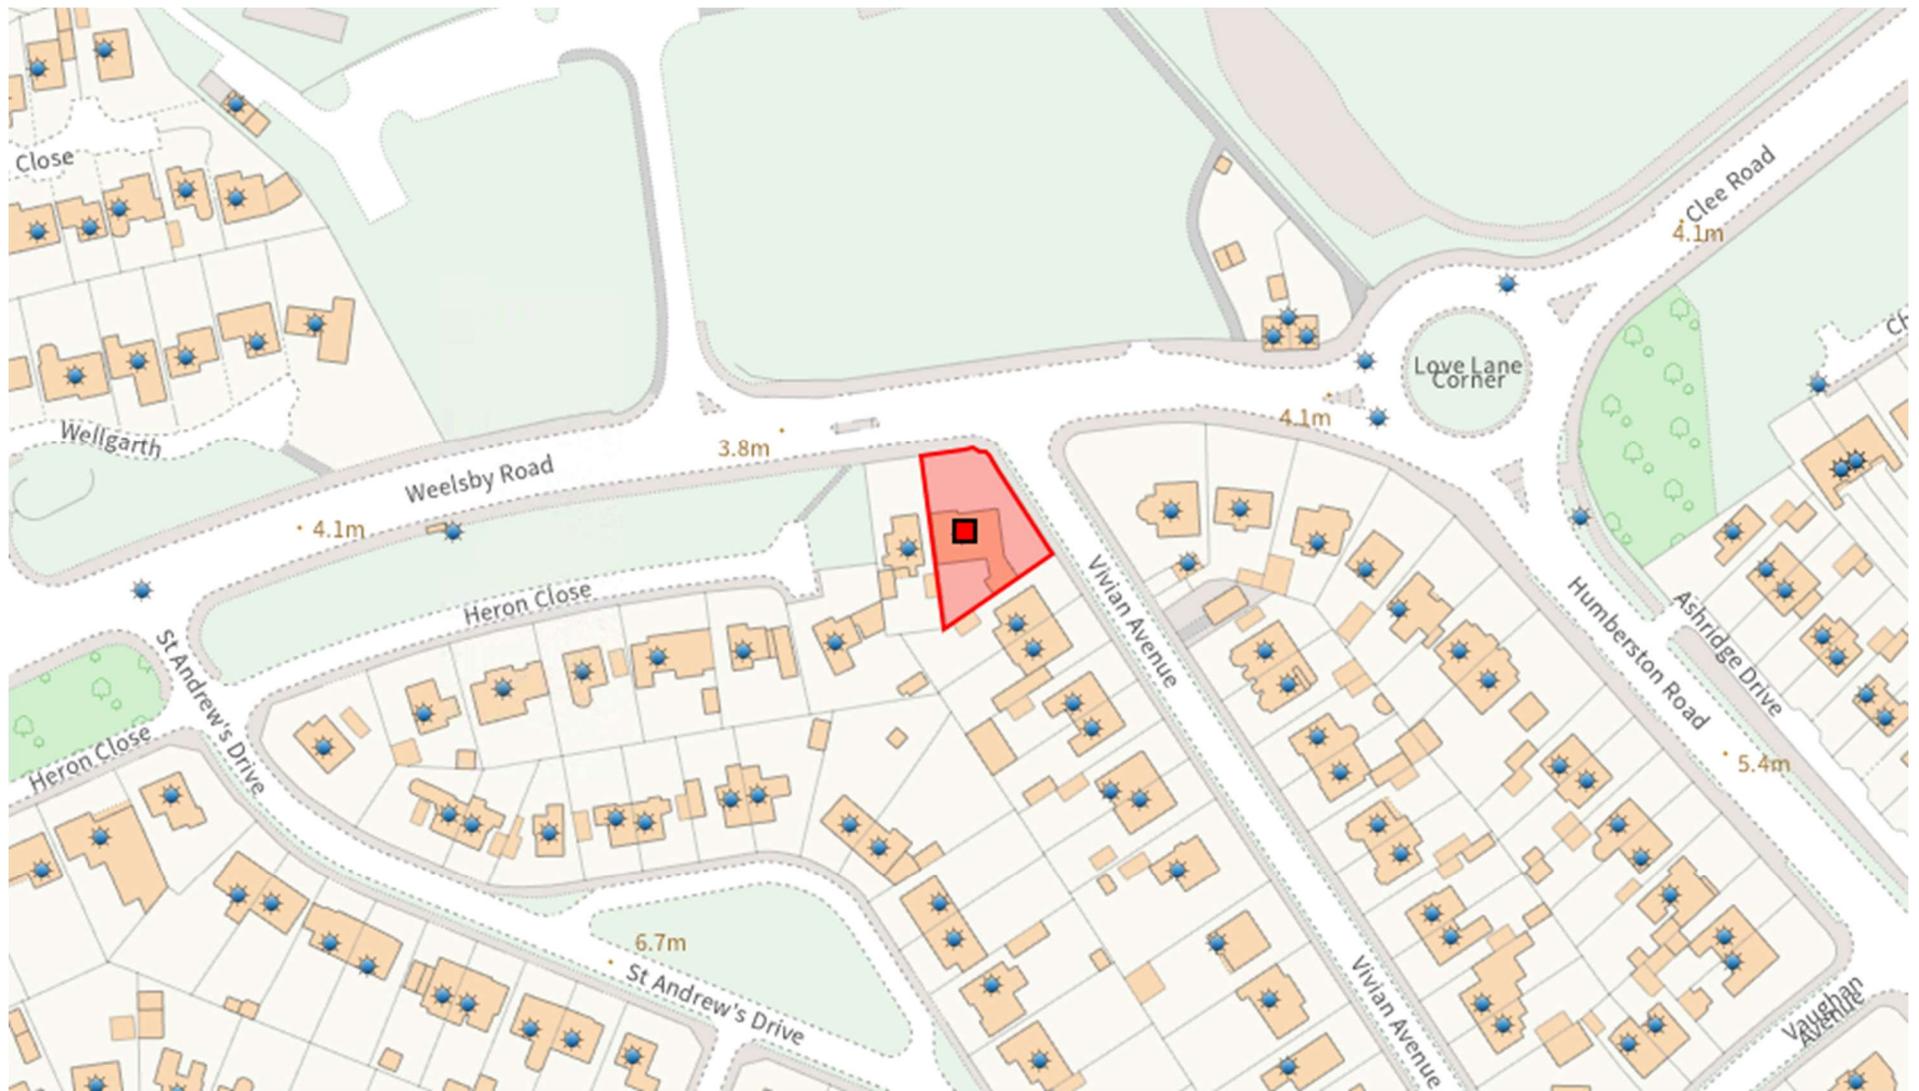 Close
Clee Road
4.1m
Ch
Love Lane
Corner
4.1m
Wellgarth
3.8m
Weelsby Road
4.1m
Heron Close
Vivian Avenue
Humberston Road
Ashridge Drive
St Andrew's Drive
Heron Close
5.4m
6.7m
St Andrew's Drive
Vivian Avenue
Vaughan
Avenue